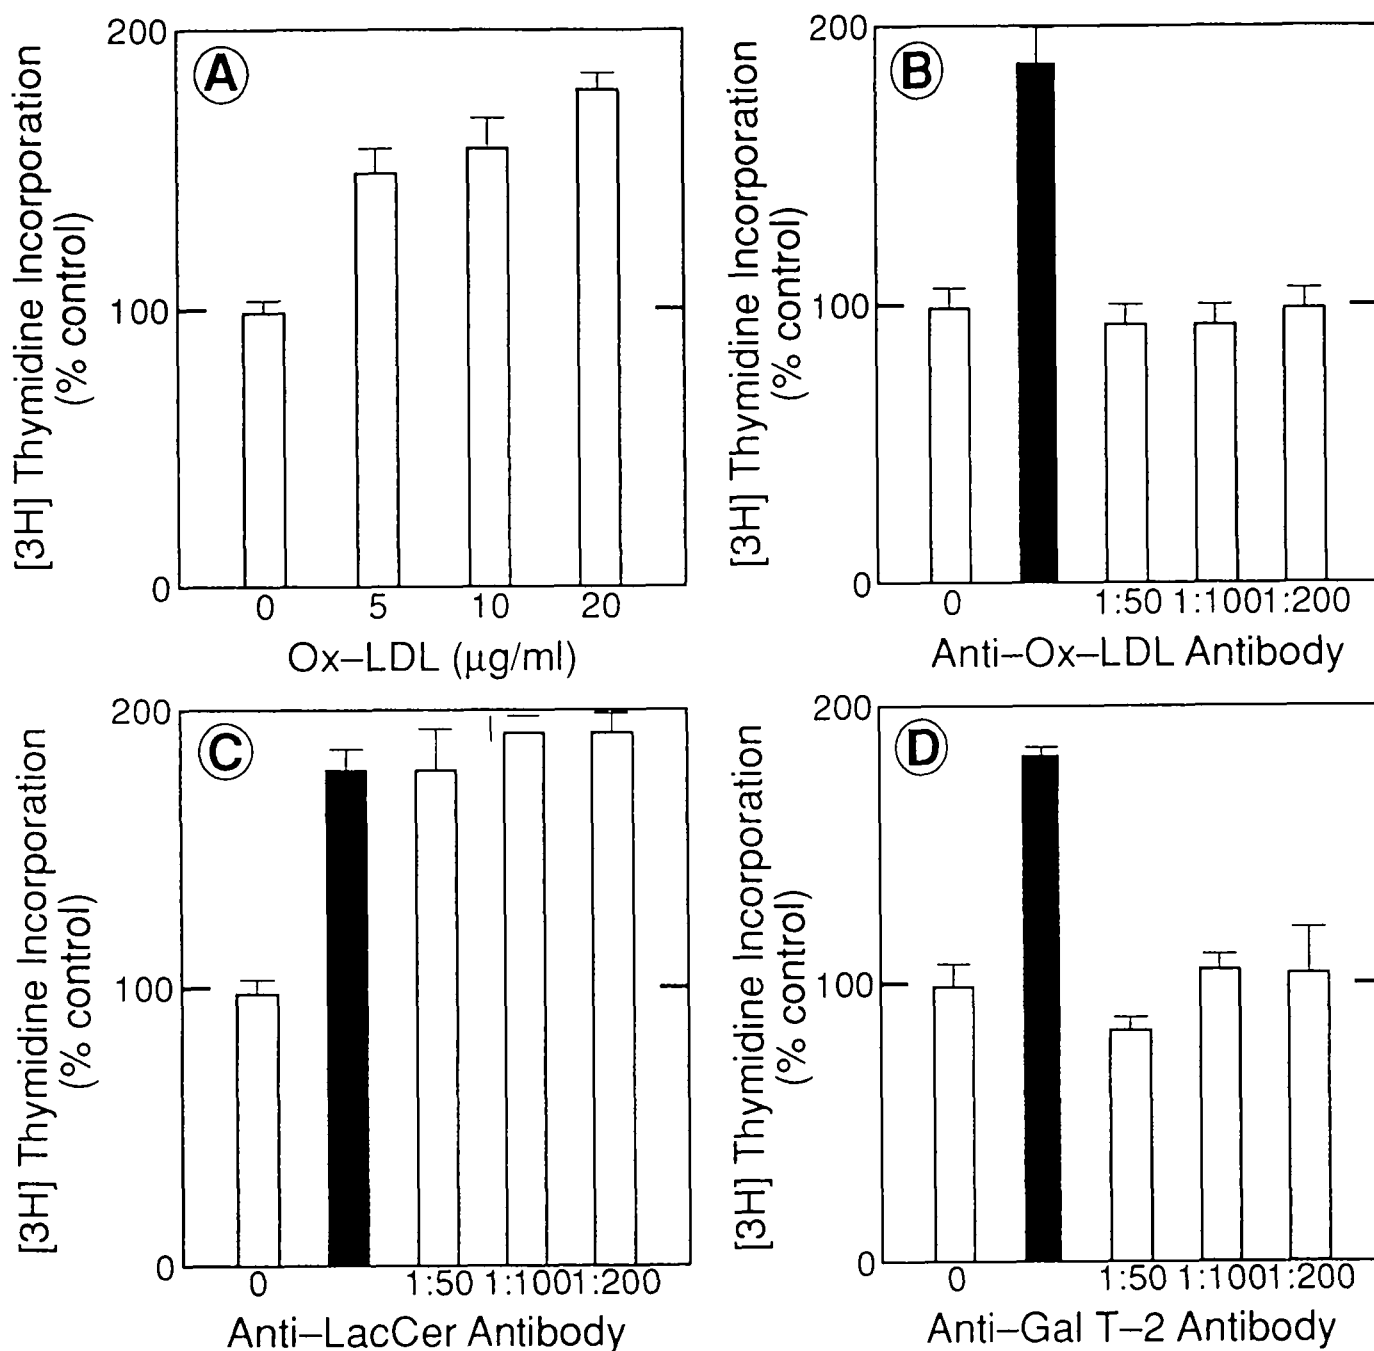 A
[3H] Thymidine Incorporation
(% control)
200
100
0
0 5 10 20
Ox–LDL (μg/ml)
B
[3H] Thymidine Incorporation
(% control)
200
100
0
0 1:50 1:100 1:200
Anti–Ox–LDL Antibody
C
[3H] Thymidine Incorporation
(% control)
200
100
0
0 1:50 1:100 1:200
Anti–LacCer Antibody
D
[3H] Thymidine Incorporation
(% control)
200
100
0
0 1:50 1:100 1:200
Anti–Gal T–2 Antibody